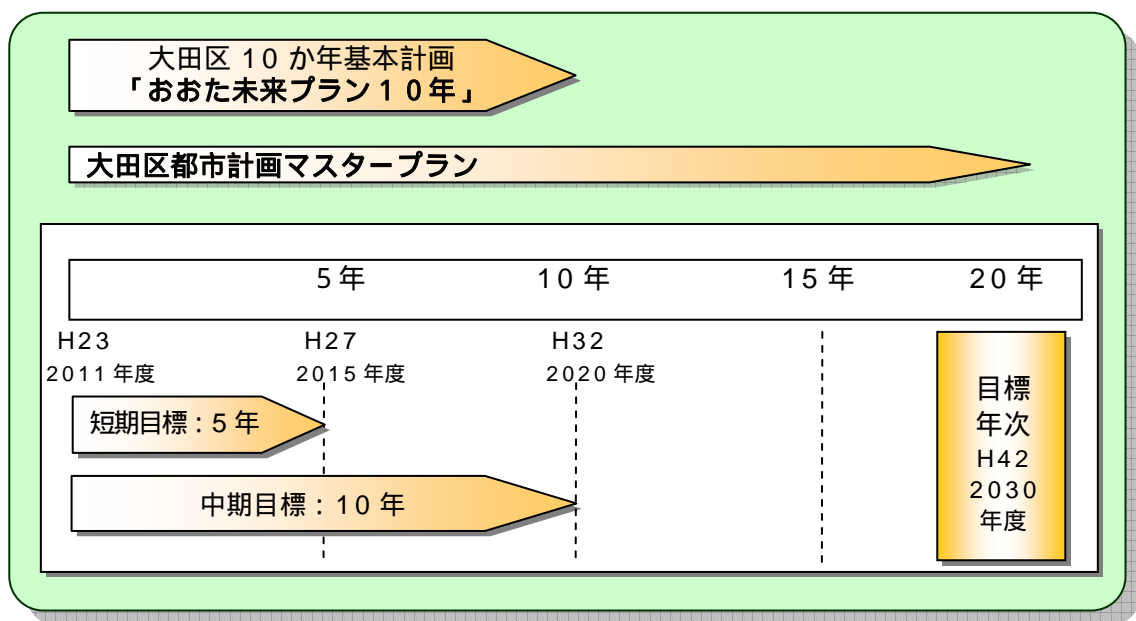 大田区 10 か年基本計画
「おおた未来プラン10年」
大田区都市計画マスタープラン
5年 10年 15年 20年
H23 H27 H32
2011年度 2015年度 2020年度
短期目標:5年
中期目標:10年
目標
年次
H42
2030
年度